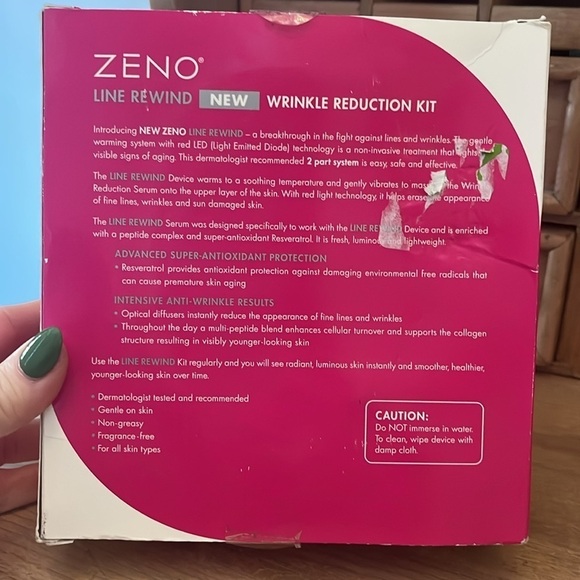 ZENO®
LINE REWIND NEW WRINKLE REDUCTION KIT
Introducing NEW ZENO LINE REWIND – a breakthrough in the fight against lines and wrinkles. The gentle
warming system with red LED (Light Emitted Diode) technology is a non-invasive treatment that fights
visible signs of aging. This dermatologist recommended 2 part system is easy, safe and effective.
The LINE REWIND Device warms to a soothing temperature and gently vibrates to the
Reduction Serum onto the upper layer of the skin. With red light technology, it helps erase appearance
of fine lines, wrinkles and sun damaged skin.
The LINE REWIND Serum was designed specifically to work with the LINE REWIND Device and is enriched
with a peptide complex and super-antioxidant Resveratrol. It is fresh, luminous lightweight.
ADVANCED SUPER-ANTIOXIDANT PROTECTION
• Resveratrol provides antioxidant protection against damaging environmental free radicals that
can cause premature skin aging
INTENSIVE ANTI-WRINKLE RESULTS
• Optical diffusers instantly reduce the appearance of fine lines and wrinkles
• Throughout the day a multi-peptide blend enhances cellular turnover and supports the collagen
structure resulting in visibly younger-looking skin
Use the LINE REWIND Kit regularly and you will see radiant, luminous skin instantly and smoother, healthier,
younger-looking skin over time.
• Dermatologist tested and recommended
• Gentle on skin
• Non-greasy
• Fragrance-free
• For all skin types
CAUTION:
Do NOT immerse in water.
To clean, wipe device with
damp cloth.